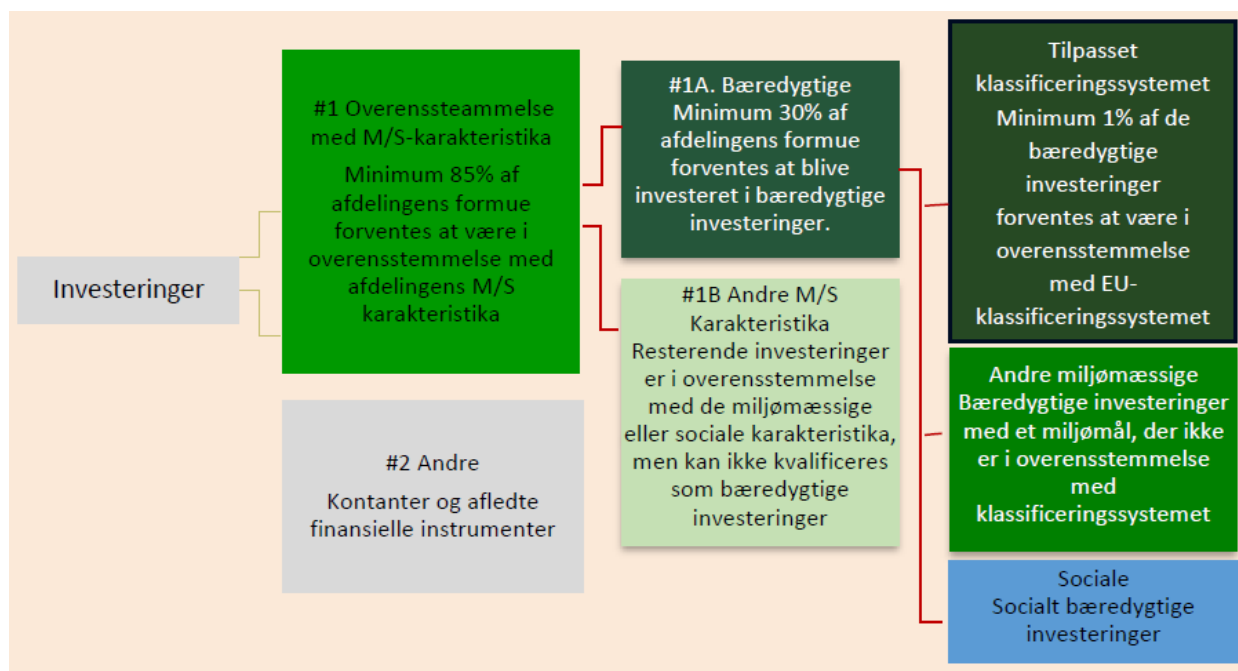 Investeringer
#1 Overenssteammelse
med M/S-karakteristika
Minimum 85% af
afdelingens formue
forventes at være i
overensstemmelse med
afdelingens M/S
karakteristika
#2 Andre
Kontanter og afledte
finansielle instrumenter
#1A. Bæredygtige
Minimum 30% af
afdelingens formue
forventes at blive
investeret i bæredygtige
investeringer.
#1B Andre M/S
Karakteristika
Resterende investeringer
er i overensstemmelse
med de miljømæssige
eller sociale karakteristika,
men kan ikke kvalificeres
som bæredygtige
investeringer
Tilpasset
klassificeringssystemet
Minimum 1% af de
bæredygtige
investeringer
forventes at være i
overensstemmelse
med EU-
klassificeringssystemet
Andre miljømæssige
Bæredygtige investeringer
med et miljømål, der ikke
er i overensstemmelse
med
klassificeringssystemet
Sociale
Socialt bæredygtige
investeringer